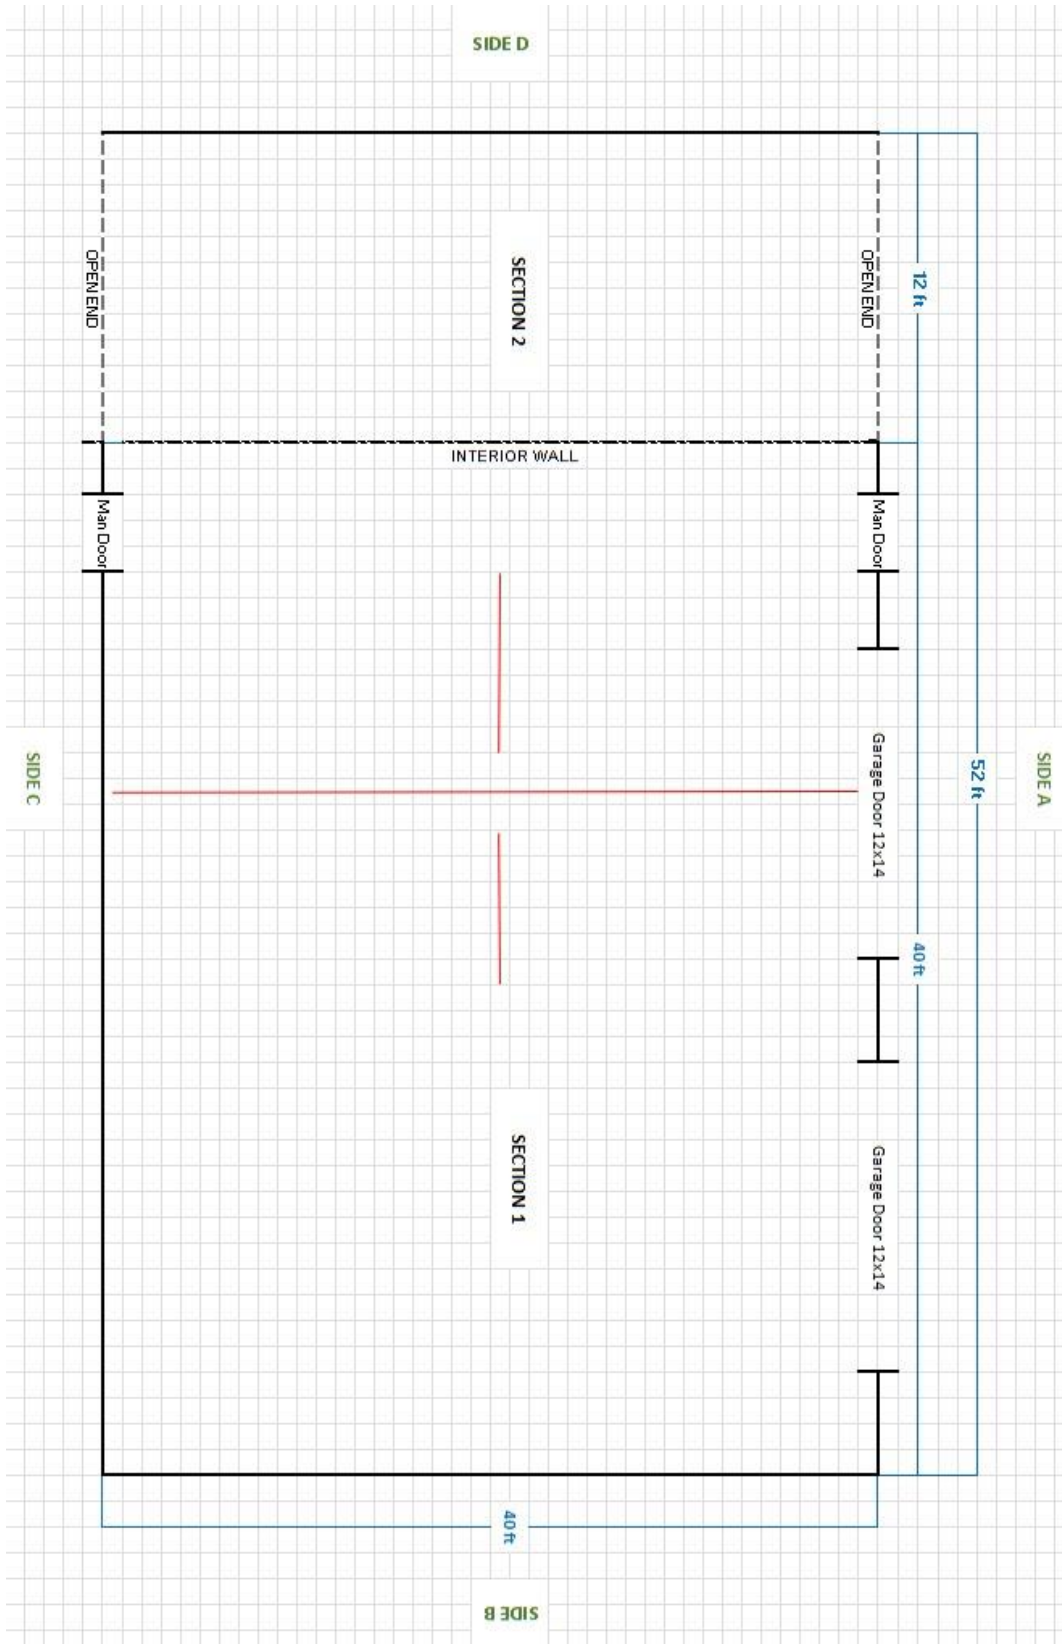 SIDE D
OPEN END
SECTION 2
OPEN END
12 ft
INTERIOR WALL
Man Door
Man Door
SIDE C
Garage Door 12x14
52 ft
SIDE A
40 ft
SECTION 1
Garage Door 12x14
40 ft
SIDE B